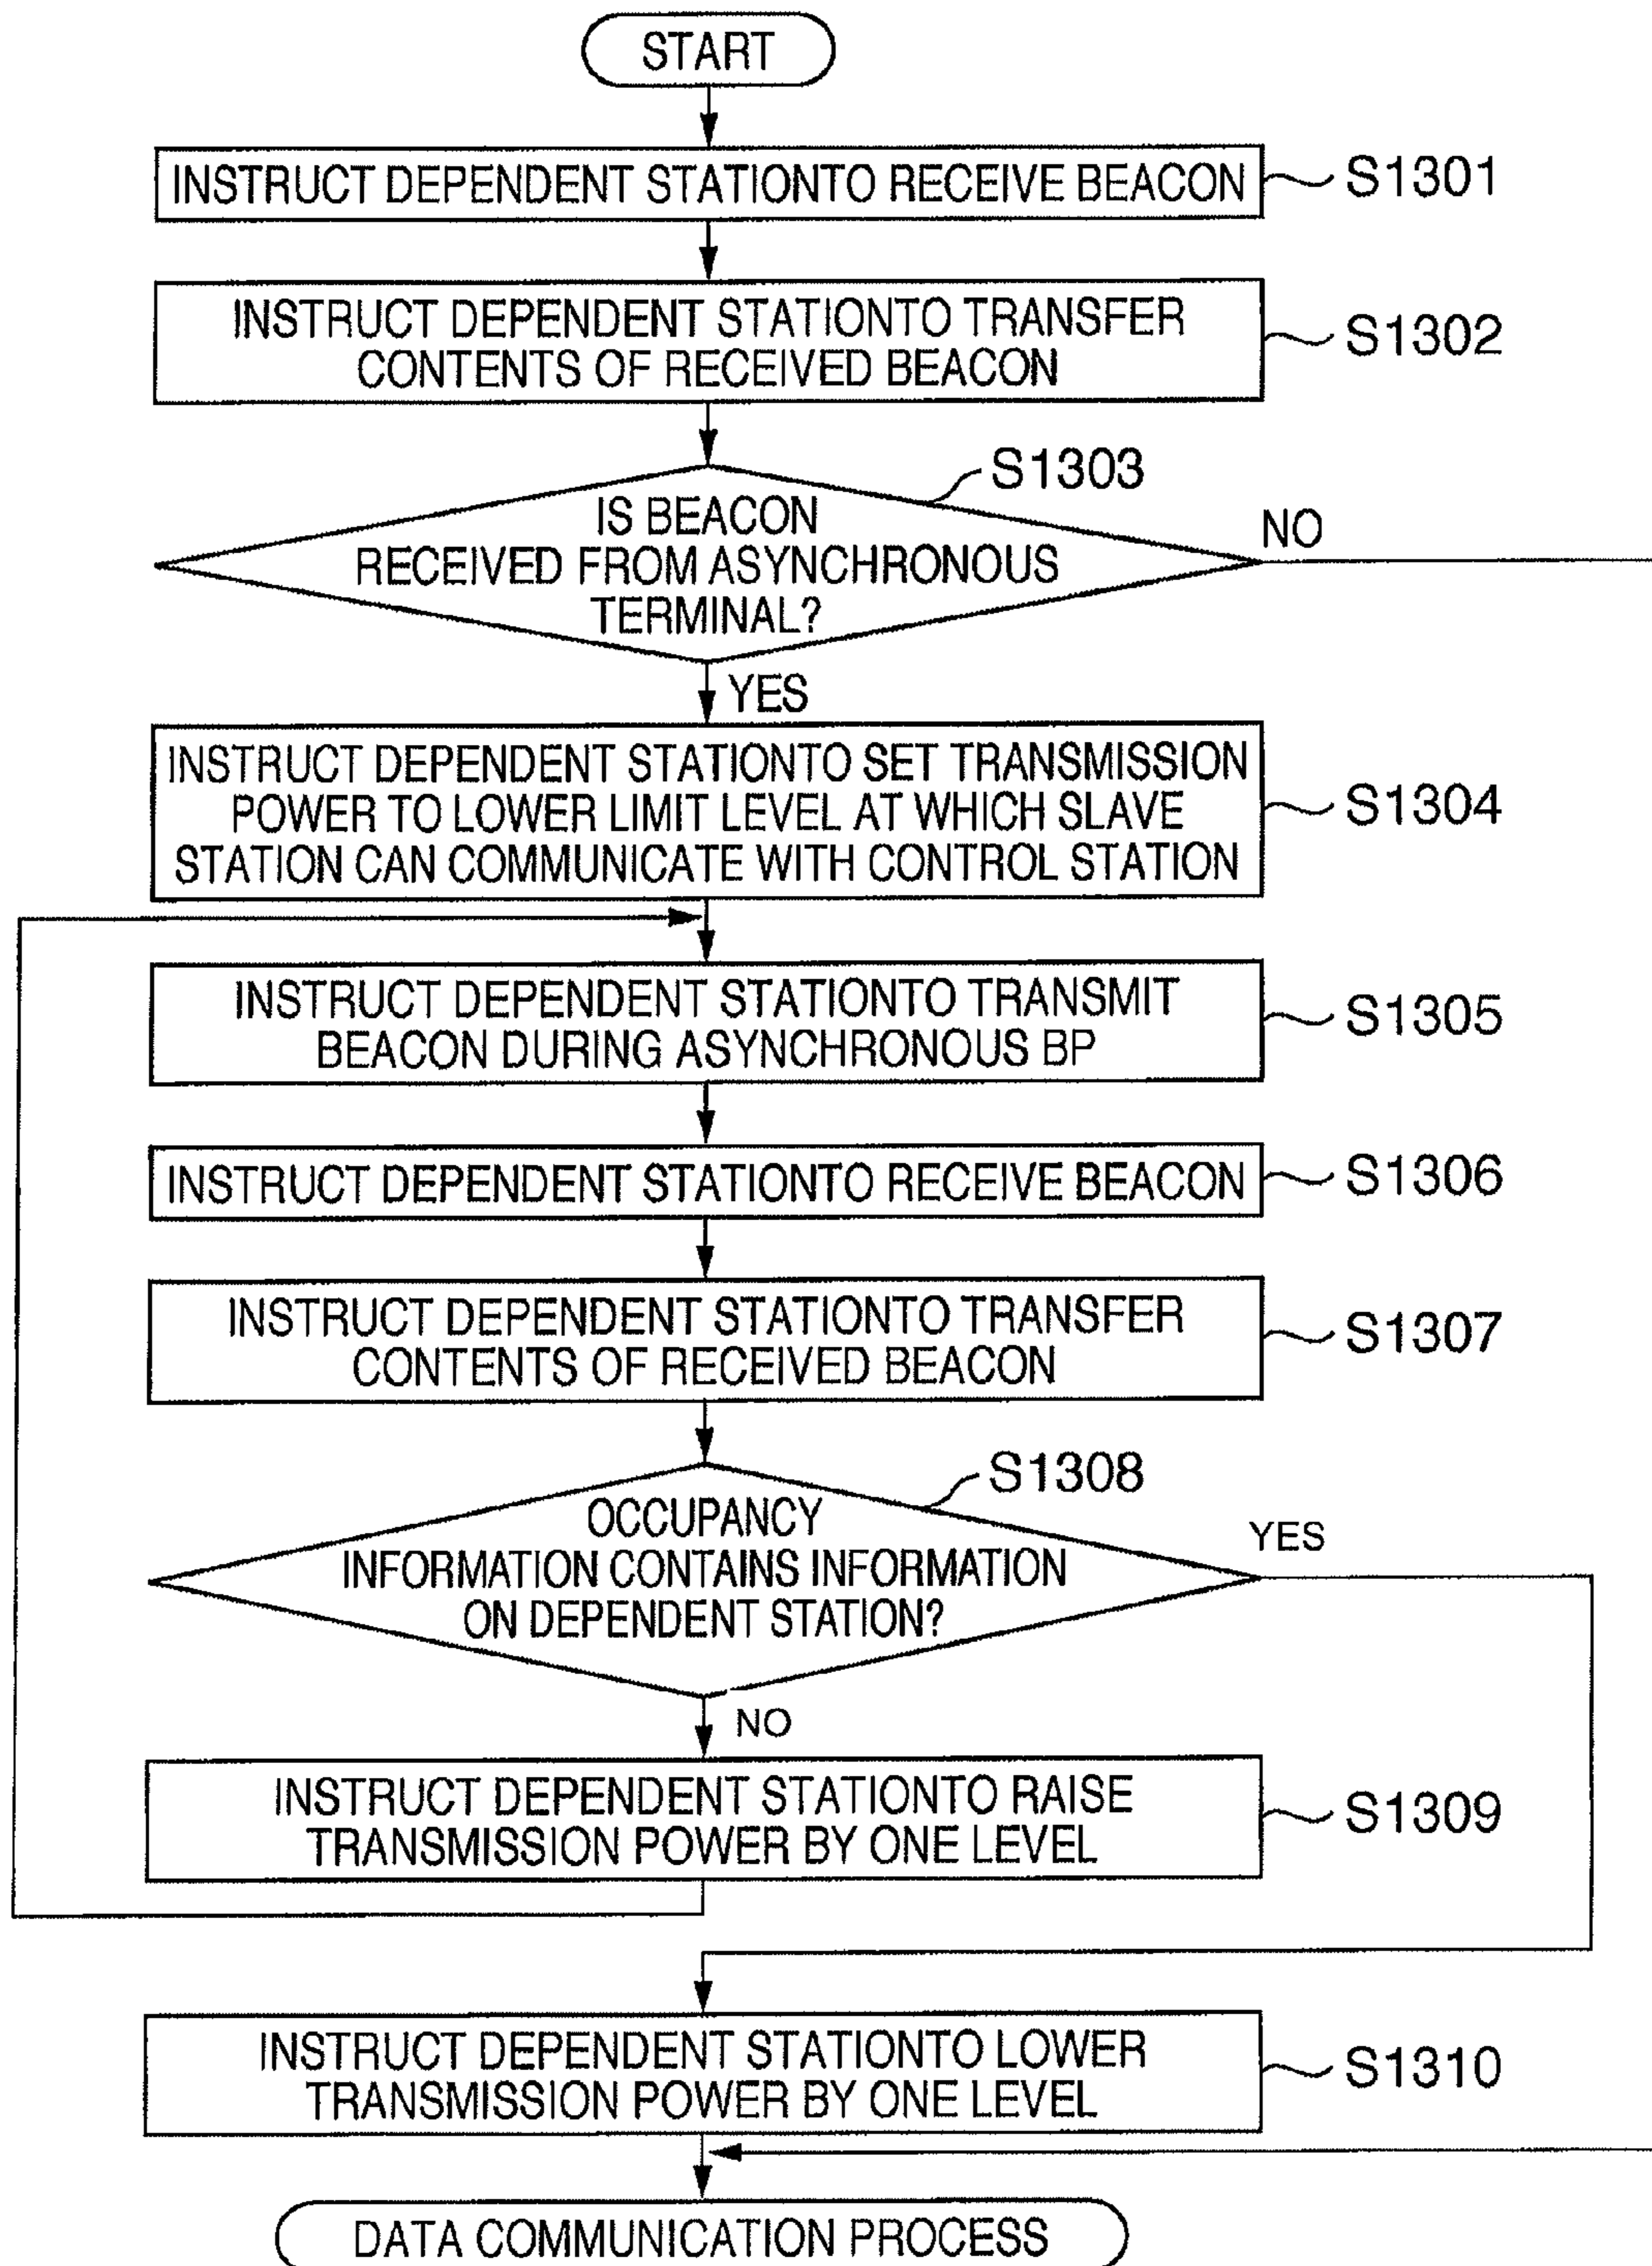 START
INSTRUCT DEPENDENT STATIONTO RECEIVE BEACON
S1301
INSTRUCT DEPENDENT STATIONTO TRANSFER
CONTENTS OF RECEIVED BEACON
S1302
S1303
IS BEACON
RECEIVED FROM ASYNCHRONOUS
TERMINAL?
NO
YES
INSTRUCT DEPENDENT STATIONTO SET TRANSMISSION
POWER TO LOWER LIMIT LEVEL AT WHICH SLAVE
STATION CAN COMMUNICATE WITH CONTROL STATION
S1304
INSTRUCT DEPENDENT STATIONTO TRANSMIT
BEACON DURING ASYNCHRONOUS BP
S1305
INSTRUCT DEPENDENT STATIONTO RECEIVE BEACON
S1306
INSTRUCT DEPENDENT STATIONTO TRANSFER
CONTENTS OF RECEIVED BEACON
S1307
S1308
OCCUPANCY
INFORMATION CONTAINS INFORMATION
ON DEPENDENT STATION?
YES
NO
INSTRUCT DEPENDENT STATIONTO RAISE
TRANSMISSION POWER BY ONE LEVEL
S1309
INSTRUCT DEPENDENT STATIONTO LOWER
TRANSMISSION POWER BY ONE LEVEL
S1310
DATA COMMUNICATION PROCESS